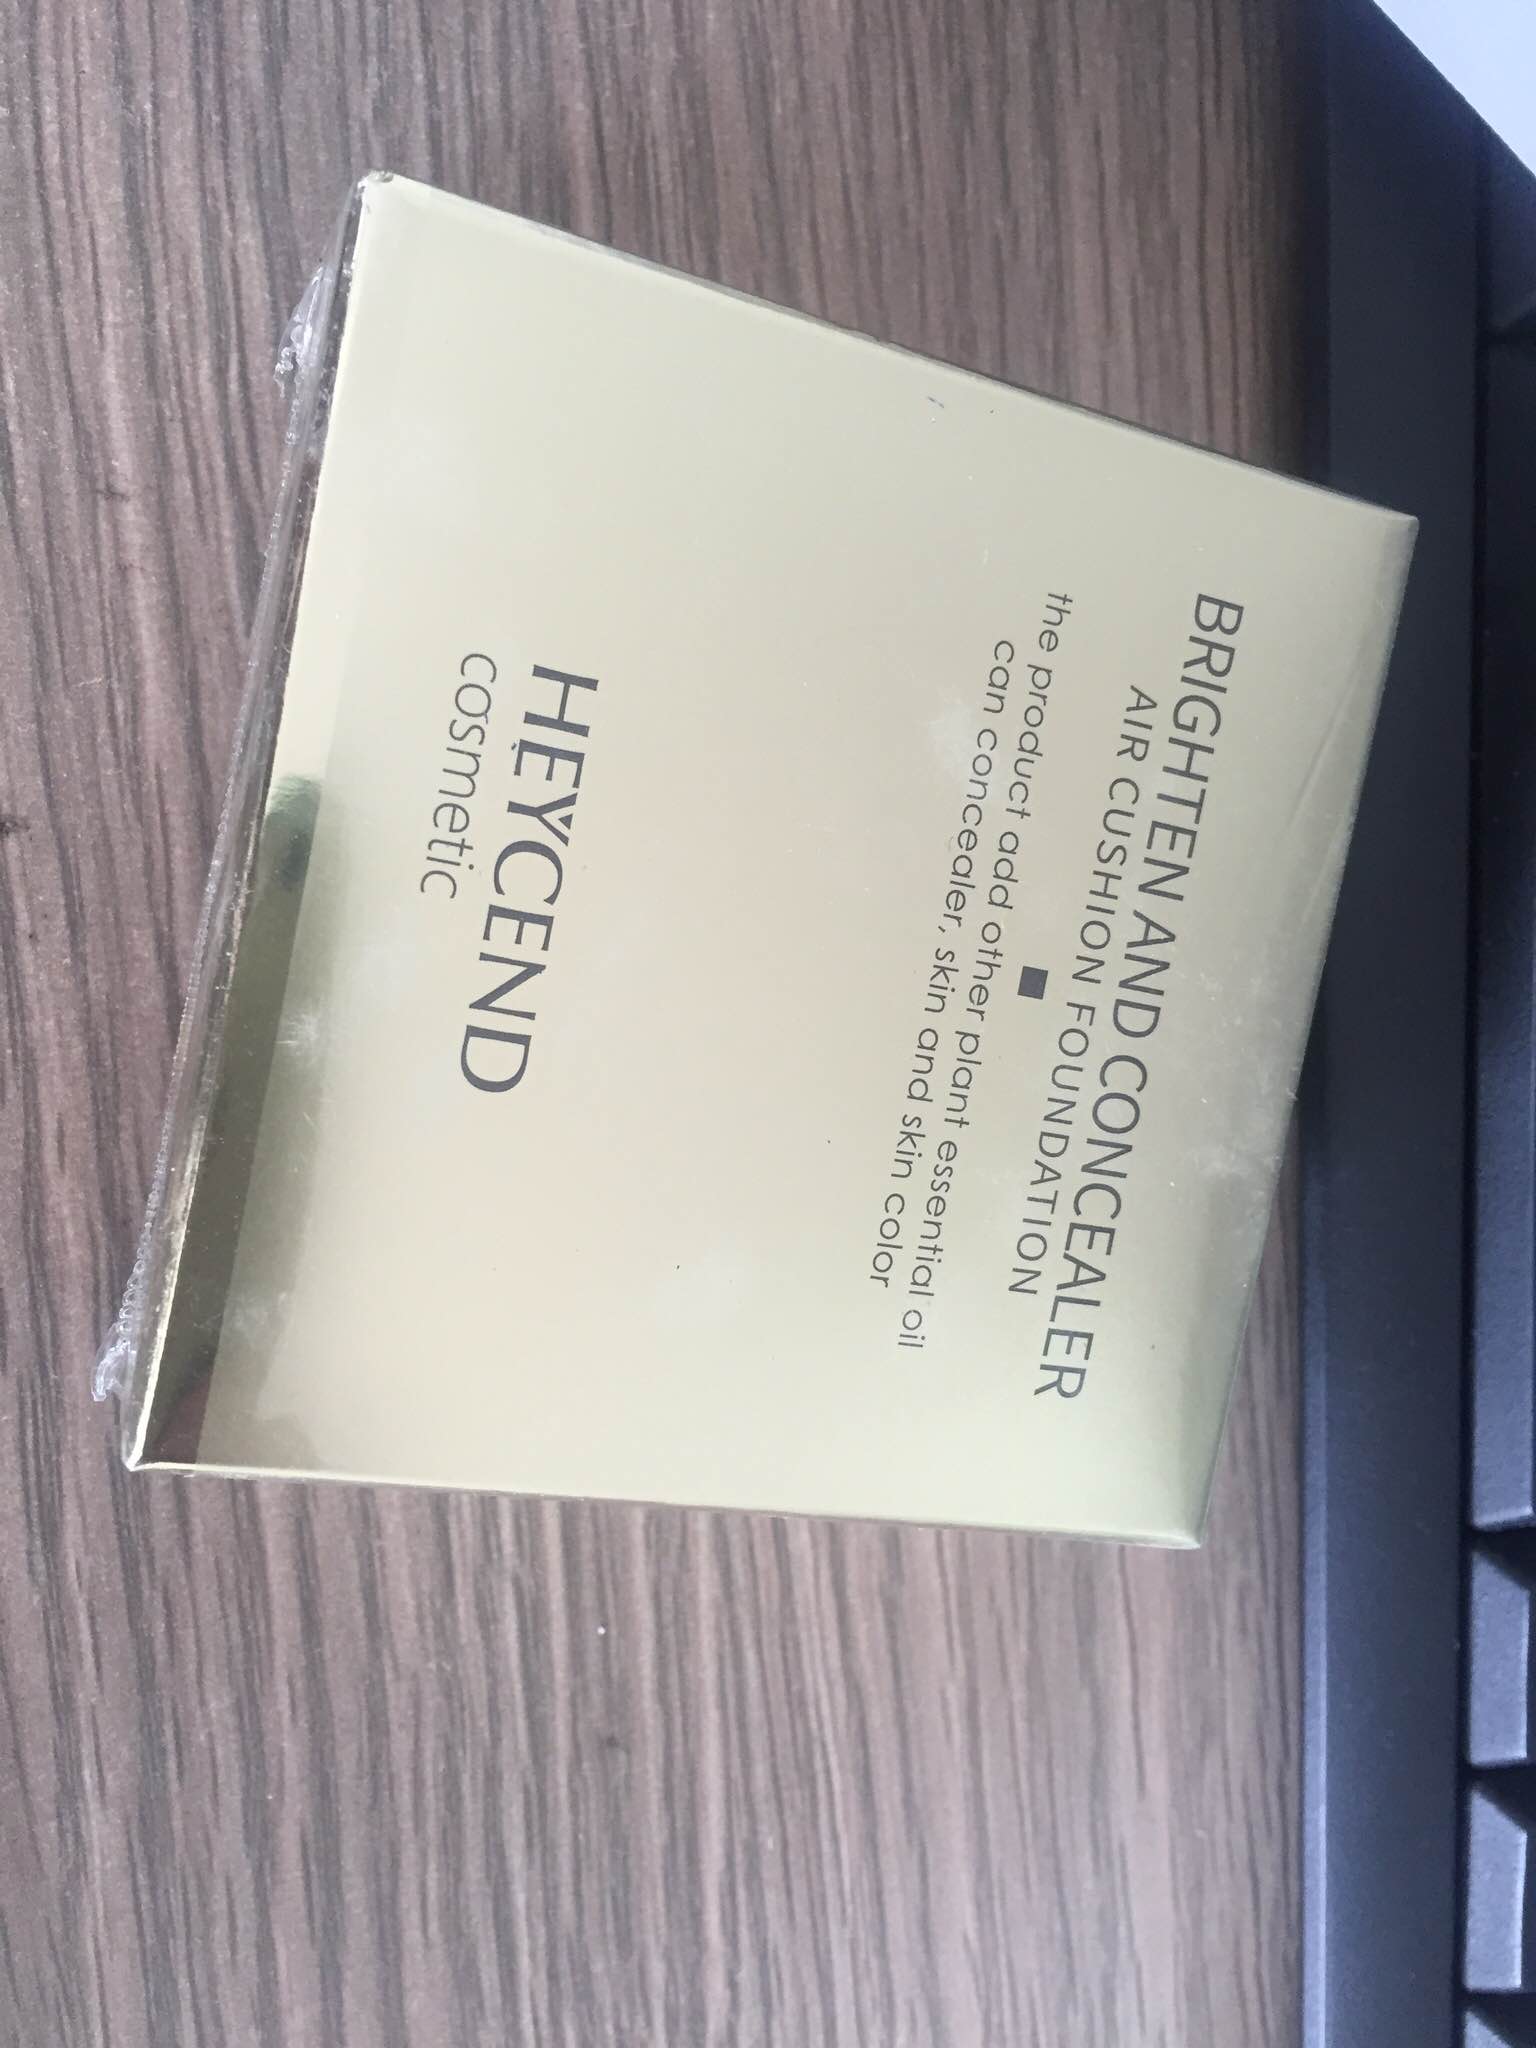 BRIGHTEN AND CONCEALER
AIR CUSHION FOUNDATION
the product add other plant essential oil
can concealer, skin and skin color
HEYCEND
cosmetic